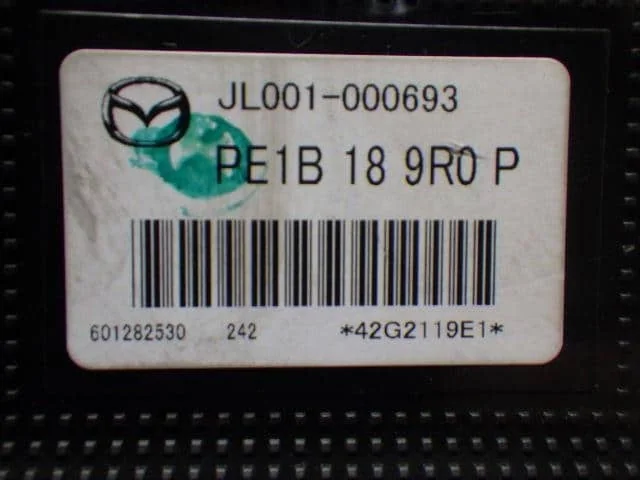 JL001-000693
PE1B 18 9R0 P
601282530 242 *42G2119E1*